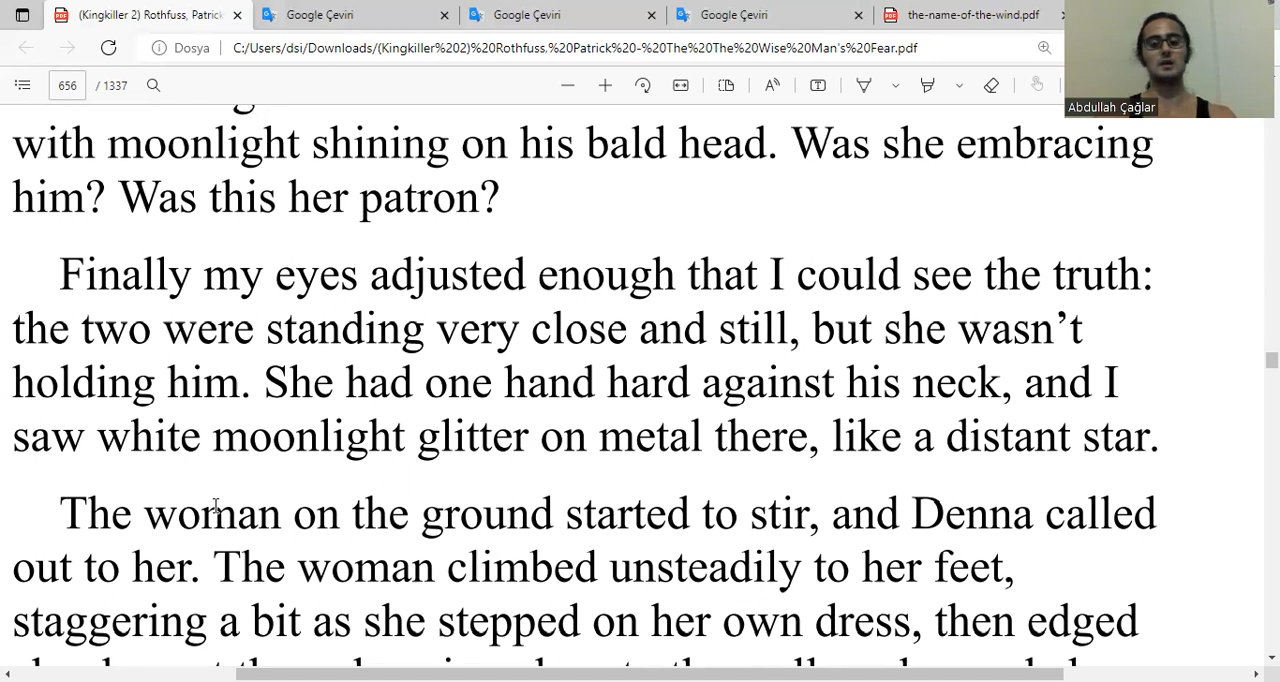 (Kingkiller 2) Rothfuss, Patrick
Google Çeviri
Google Çeviri
Google Çeviri
the-name-of-the-wind.pdf
Dosya
C:/Users/dsi/Downloads/(Kingkiller%202)%20Rothfuss,%20Patrick%20-%20The%20The%20Wise%20Man's%20Fear.pdf
656 / 1337
Abdullah Çağlar
with moonlight shining on his bald head. Was she embracing
him? Was this her patron?
Finally my eyes adjusted enough that I could see the truth:
the two were standing very close and still, but she wasn’t
holding him. She had one hand hard against his neck, and I
saw white moonlight glitter on metal there, like a distant star.
The woman on the ground started to stir, and Denna called
out to her. The woman climbed unsteadily to her feet,
staggering a bit as she stepped on her own dress, then edged